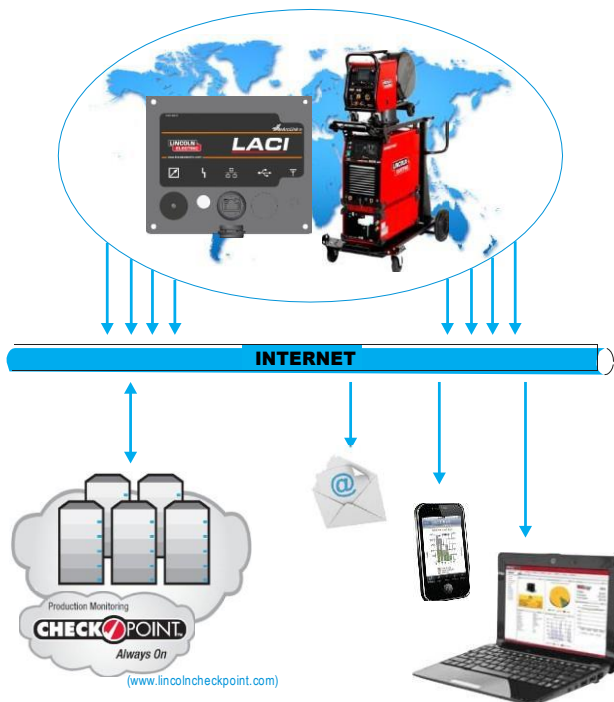 LINCOLN
ELECTRIC
LACI
LINCOLN
ELECTRIC
INTERNET
@
Production Monitoring
CHECKPOINT
Always On
(www.lincolncheckpoint.com)